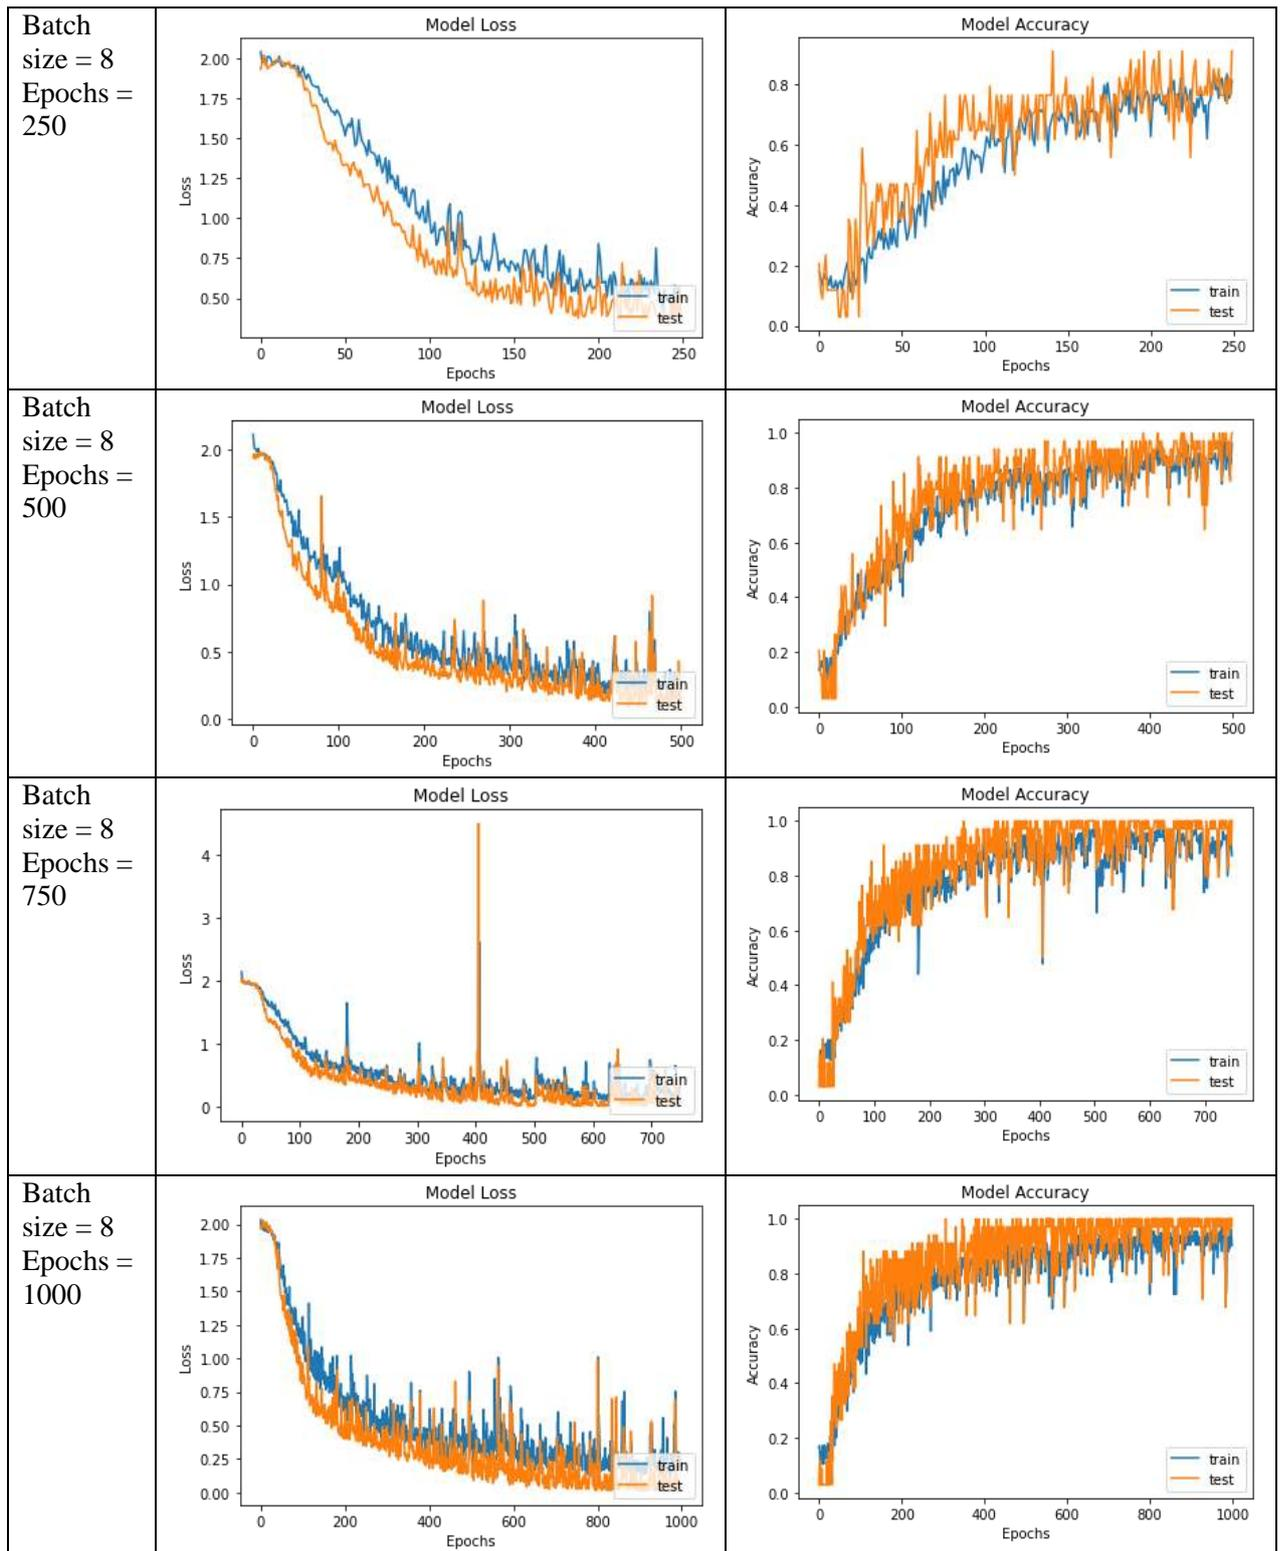 Batch
size = 8
Epochs =
250
Model Loss
Loss
2.00
1.75
1.50
1.25
1.00
0.75
0.50
0 50 100 150 200 250
Epochs
train
test
Model Accuracy
Accuracy
0.8
0.6
0.4
0.2
0.0
0 50 100 150 200 250
Epochs
train
test
Batch
size = 8
Epochs =
500
Model Loss
Loss
2.0
1.5
1.0
0.5
0.0
0 100 200 300 400 500
Epochs
train
test
Model Accuracy
Accuracy
1.0
0.8
0.6
0.4
0.2
0.0
0 100 200 300 400 500
Epochs
train
test
Batch
size = 8
Epochs =
750
Model Loss
Loss
4
3
2
1
0
0 100 200 300 400 500 600 700
Epochs
train
test
Model Accuracy
Accuracy
1.0
0.8
0.6
0.4
0.2
0.0
0 100 200 300 400 500 600 700
Epochs
train
test
Batch
size = 8
Epochs =
1000
Model Loss
Loss
2.00
1.75
1.50
1.25
1.00
0.75
0.50
0.25
0.00
0 200 400 600 800 1000
Epochs
train
test
Model Accuracy
Accuracy
1.0
0.8
0.6
0.4
0.2
0.0
0 200 400 600 800 1000
Epochs
train
test